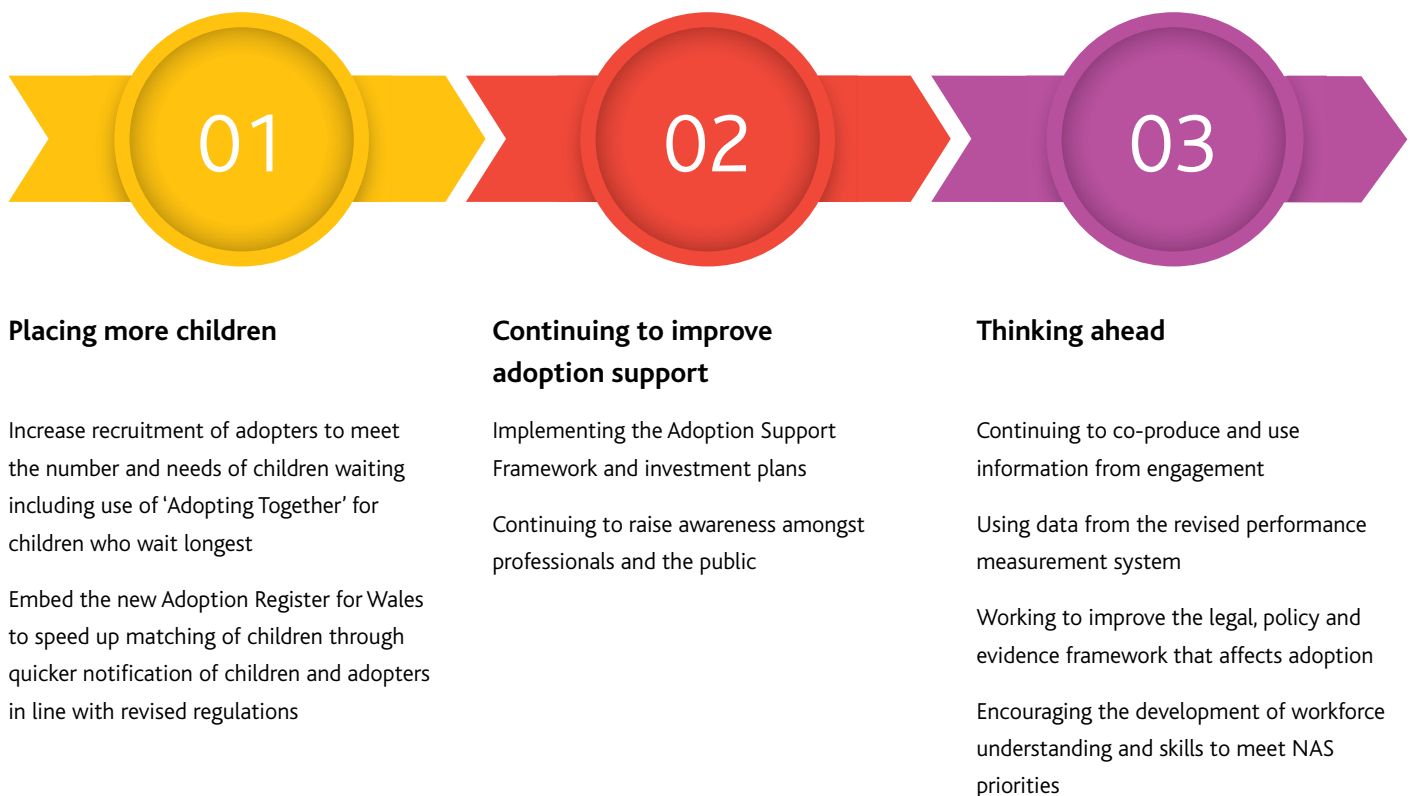 01
02
03
Placing more children
Increase recruitment of adopters to meet
the number and needs of children waiting
including use of ‘Adopting Together’ for
children who wait longest
Embed the new Adoption Register for Wales
to speed up matching of children through
quicker notification of children and adopters
in line with revised regulations
Continuing to improve
adoption support
Implementing the Adoption Support
Framework and investment plans
Continuing to raise awareness amongst
professionals and the public
Thinking ahead
Continuing to co-produce and use
information from engagement
Using data from the revised performance
measurement system
Working to improve the legal, policy and
evidence framework that affects adoption
Encouraging the development of workforce
understanding and skills to meet NAS
priorities